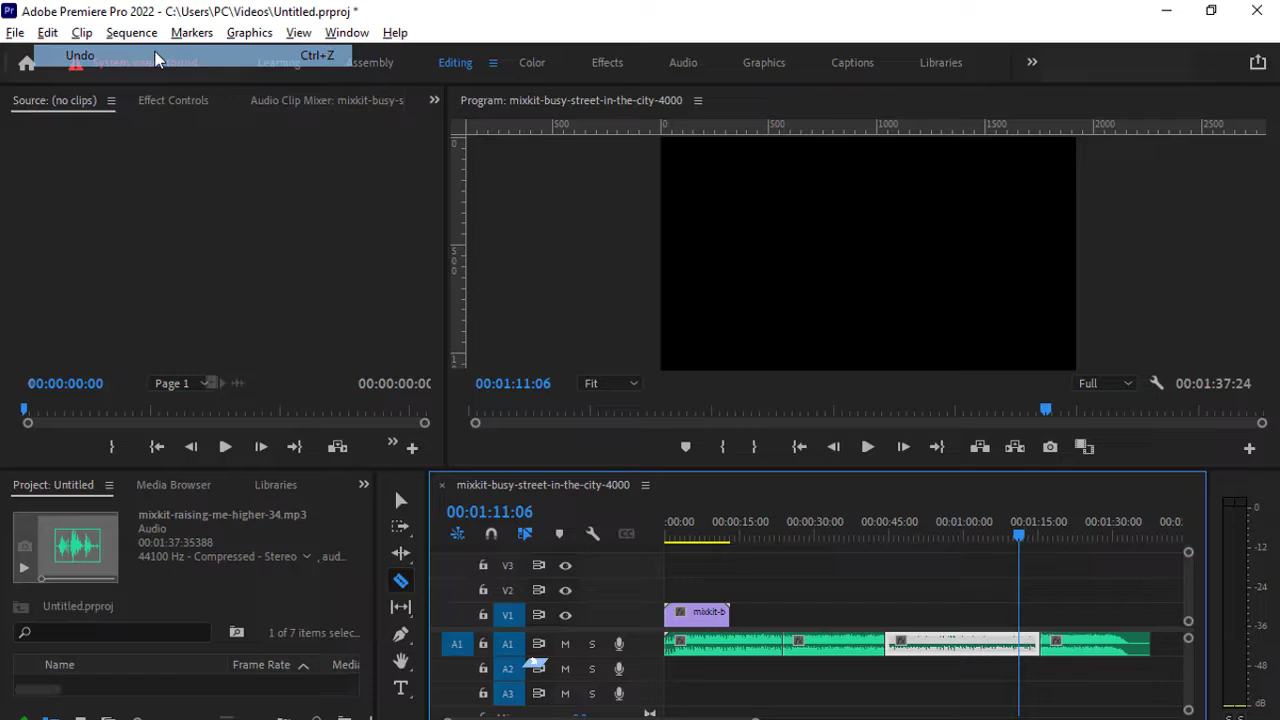 Adobe Premiere Pro 2022 - C:\Users\PC\Videos\Untitled.prproj *
File Edit Clip Sequence Markers Graphics View Window Help
Undo Ctrl+Z
Assembly Editing Color Effects Audio Graphics Captions Libraries
Source: (no clips) Effect Controls Audio Clip Mixer: mixkit-busy-s
Program: mixkit-busy-street-in-the-city-4000
500 0 500 1000 1500 2000 2500
0
500
1
00:00:00:00 Page 1 00:00:00:0
00:01:11:06 Fit Full 00:01:37:24
Project: Untitled Media Browser Libraries
mixkit-raising-me-higher-34.mp3
Audio
00:01:37:35388
44100 Hz - Compressed - Stereo , aud..
Untitled.prproj
1 of 7 items selec...
Name Frame Rate Media
mixkit-busy-street-in-the-city-4000
00:01:11:06
:00:00 00:00:15:00 00:00:30:00 00:00:45:00 00:01:00:00 00:01:15:00 00:01:30:00 00:0
V3
V2
V1 mixkit-b
A1 A1 M S
A2 M S
A3 M S
0
-12
-24
-36
-48
dB
S S